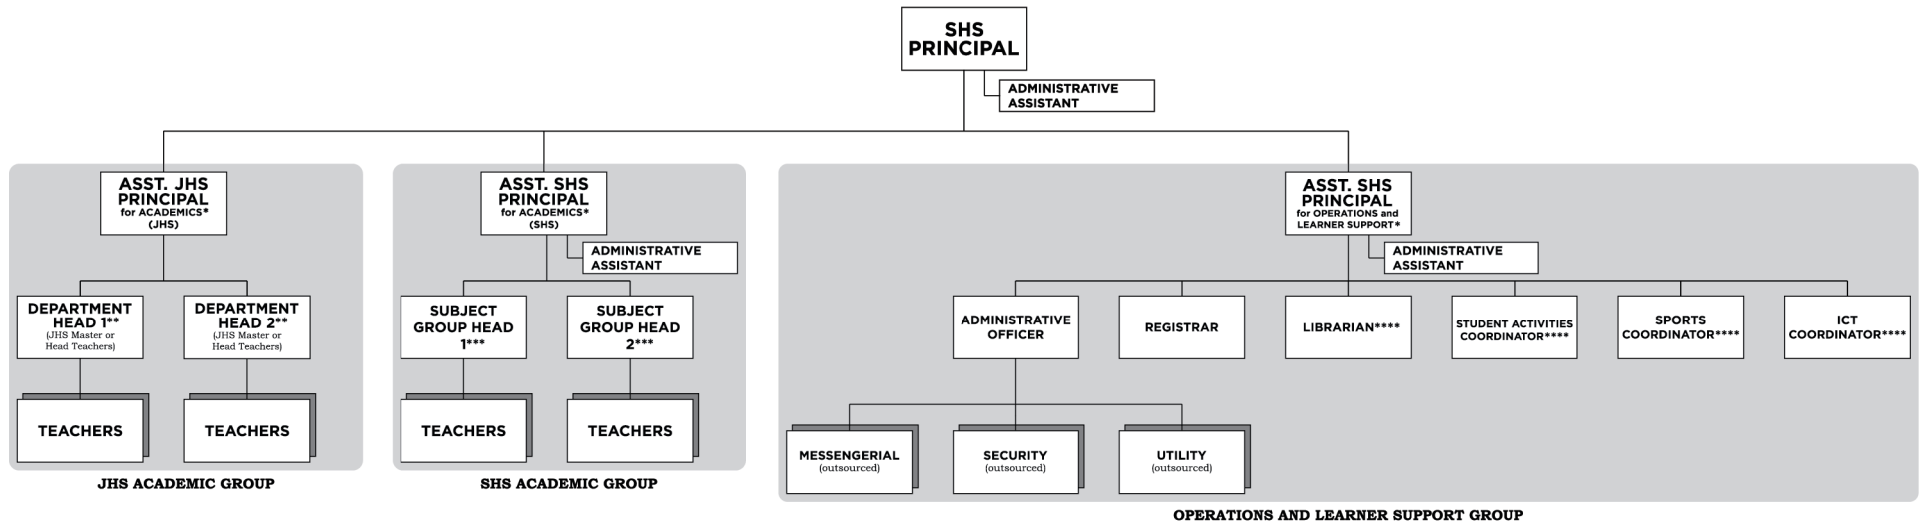 SHS
PRINCIPAL
ADMINISTRATIVE
ASSISTANT
ASST. JHS
PRINCIPAL
for ACADEMICS*
(JHS)
ASST. SHS
PRINCIPAL
for ACADEMICS*
(SHS)
ADMINISTRATIVE
ASSISTANT
ASST. SHS
PRINCIPAL
for OPERATIONS and
LEARNER SUPPORT*
ADMINISTRATIVE
ASSISTANT
DEPARTMENT
HEAD 1**
(JHS Master or
Head Teachers)
DEPARTMENT
HEAD 2**
(JHS Master or
Head Teachers)
SUBJECT
GROUP HEAD
1***
SUBJECT
GROUP HEAD
2***
ADMINISTRATIVE
OFFICER
REGISTRAR
LIBRARIAN****
STUDENT ACTIVITIES
COORDINATOR****
SPORTS
COORDINATOR****
ICT
COORDINATOR****
TEACHERS
TEACHERS
TEACHERS
TEACHERS
MESSENGERIAL
(outsourced)
SECURITY
(outsourced)
UTILITY
(outsourced)
JHS ACADEMIC GROUP
SHS ACADEMIC GROUP
OPERATIONS AND LEARNER SUPPORT GROUP